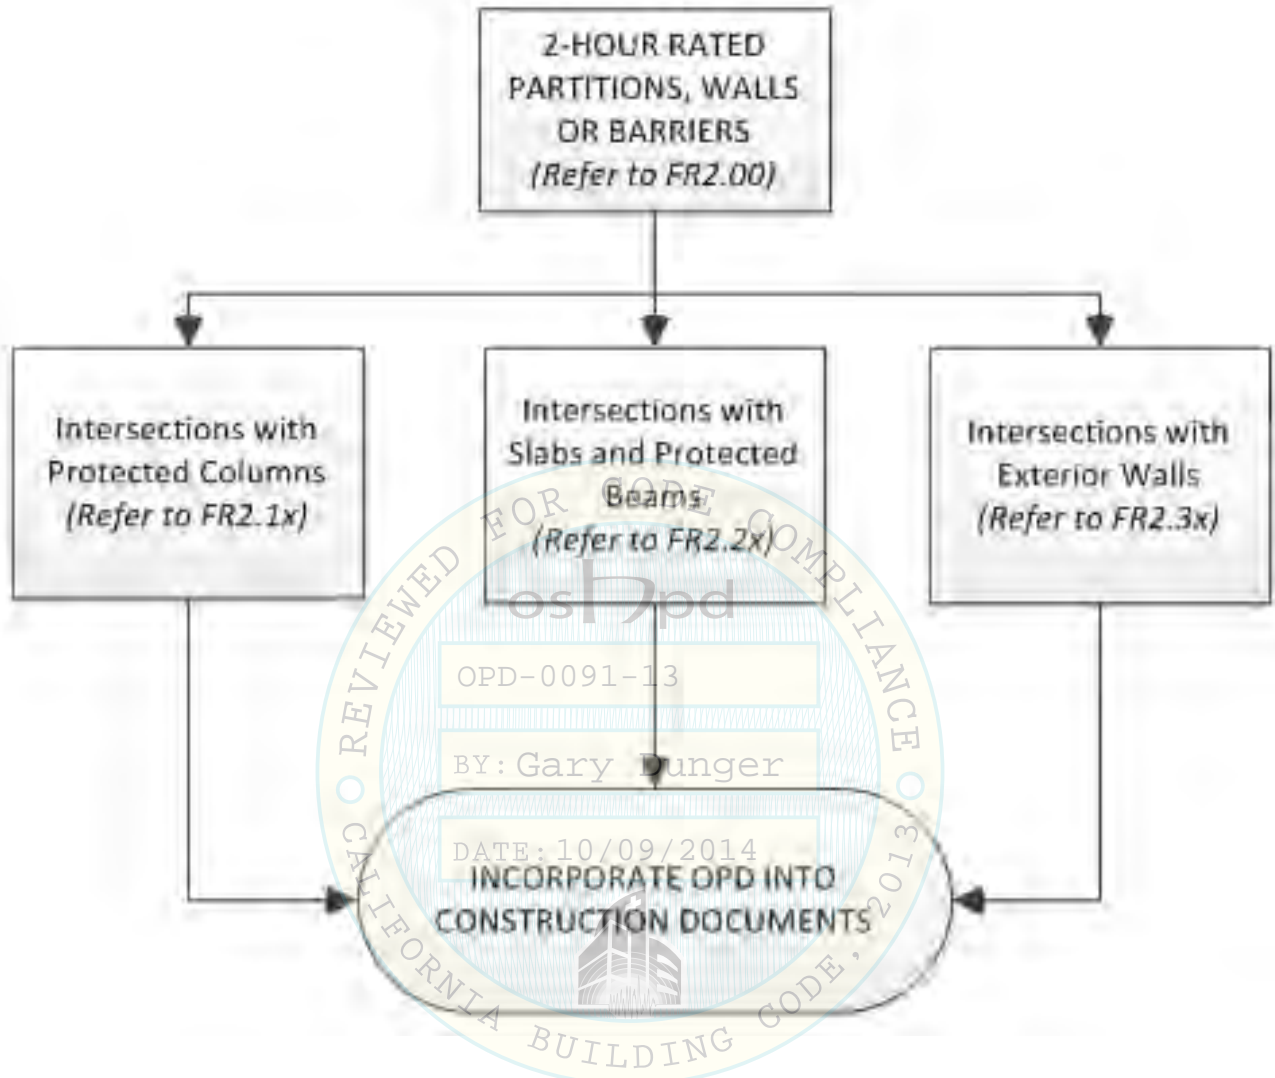 2-HOUR RATED
PARTITIONS, WALLS
OR BARRIERS
(Refer to FR2.00)
Intersections with
Protected Columns
(Refer to FR2.1x)
Intersections with
Slabs and Protected
Beams
(Refer to FR2.2x)
Intersections with
Exterior Walls
(Refer to FR2.3x)
REVIEWED FOR CODE COMPLIANCE
oshpd
OPD-0091-13
BY: Gary Dunger
DATE: 10/09/2014
INCORPORATE OPD INTO
CONSTRUCTION DOCUMENTS
CALIFORNIA BUILDING CODE, 2013